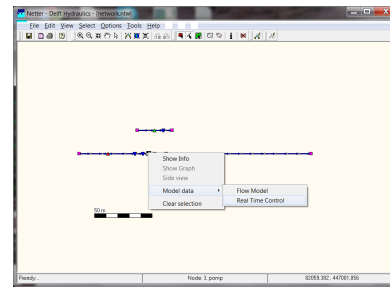 Netter - Delft Hydraulics - [network.ntw]
File Edit View Select Options Tools Help
50 m
Show Info
Show Graph
Side view
Model data
Clear selection
Flow Model
Real Time Control
Ready...
Node: 3. pomp
82059.382 , 447001.856